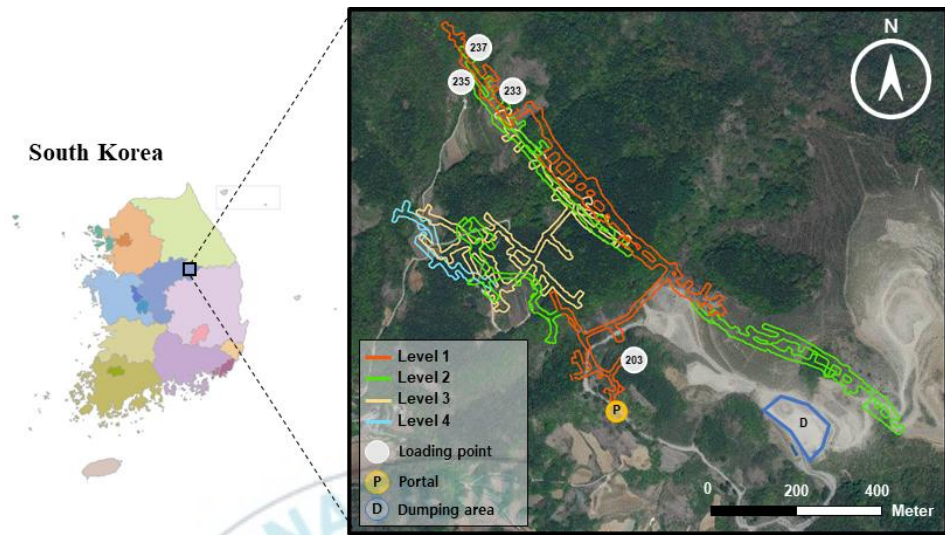 South Korea
N
237
235
233
203
P
D
Level 1
Level 2
Level 3
Level 4
Loading point
P Portal
D Dumping area
0 200 400
Meter